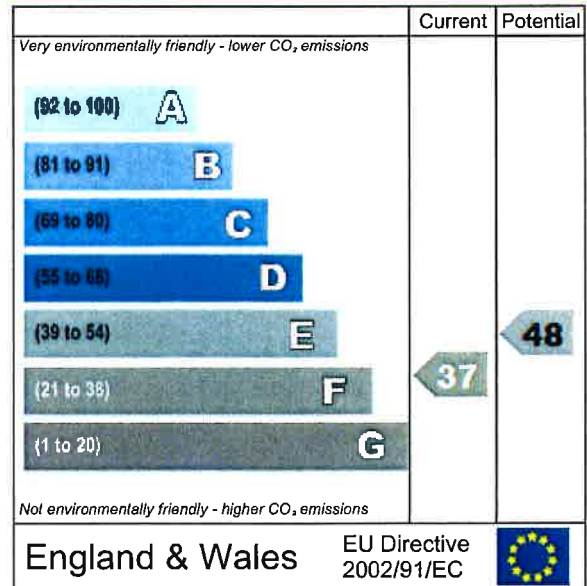 Current Potential
Very environmentally friendly - lower CO₂ emissions
(92 to 100) A
(81 to 91) B
(69 to 80) C
(55 to 68) D
(39 to 54) E
48
(21 to 38) F
37
(1 to 20) G
Not environmentally friendly - higher CO₂ emissions
England & Wales
EU Directive
2002/91/EC